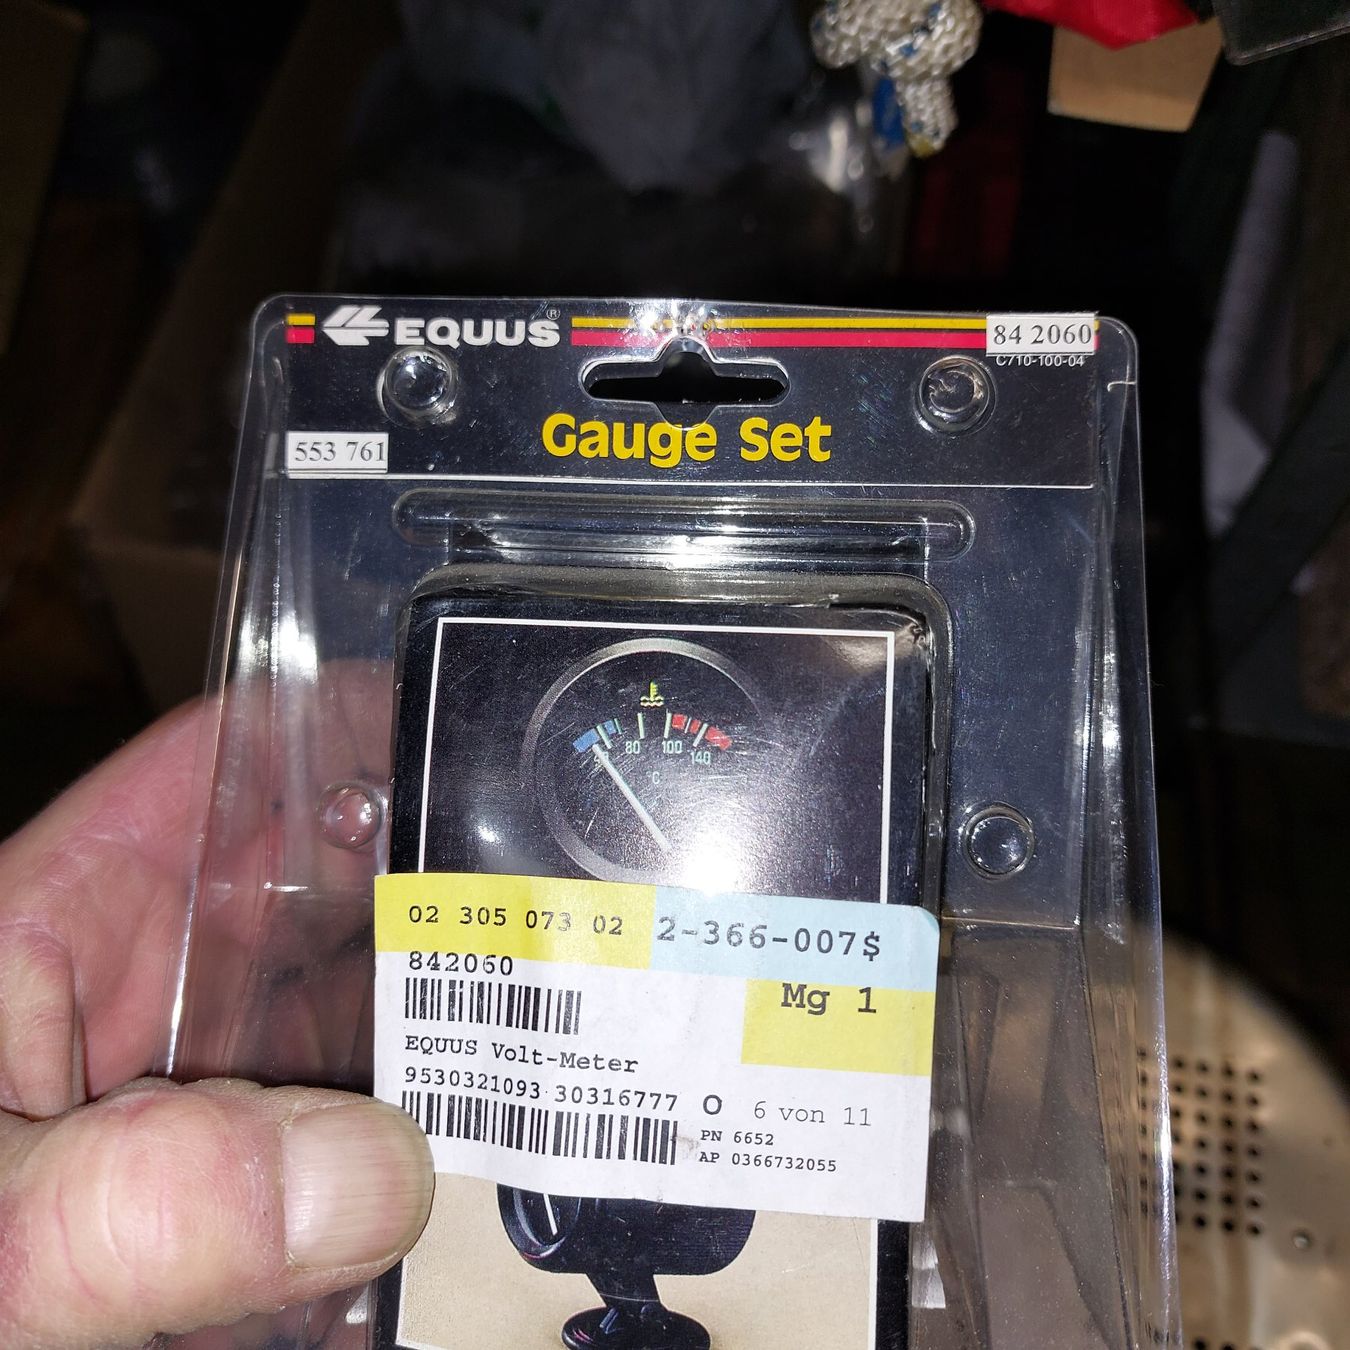 EQUUS®
84 2060
C710-100-04
Gauge Set
553 761
80 100
140
°C
02 305 073 02
2-366-007$
842060
Mg 1
EQUUS Volt-Meter
9530321093 30316777
O 6 von 11
PN 6652
AP 0366732055